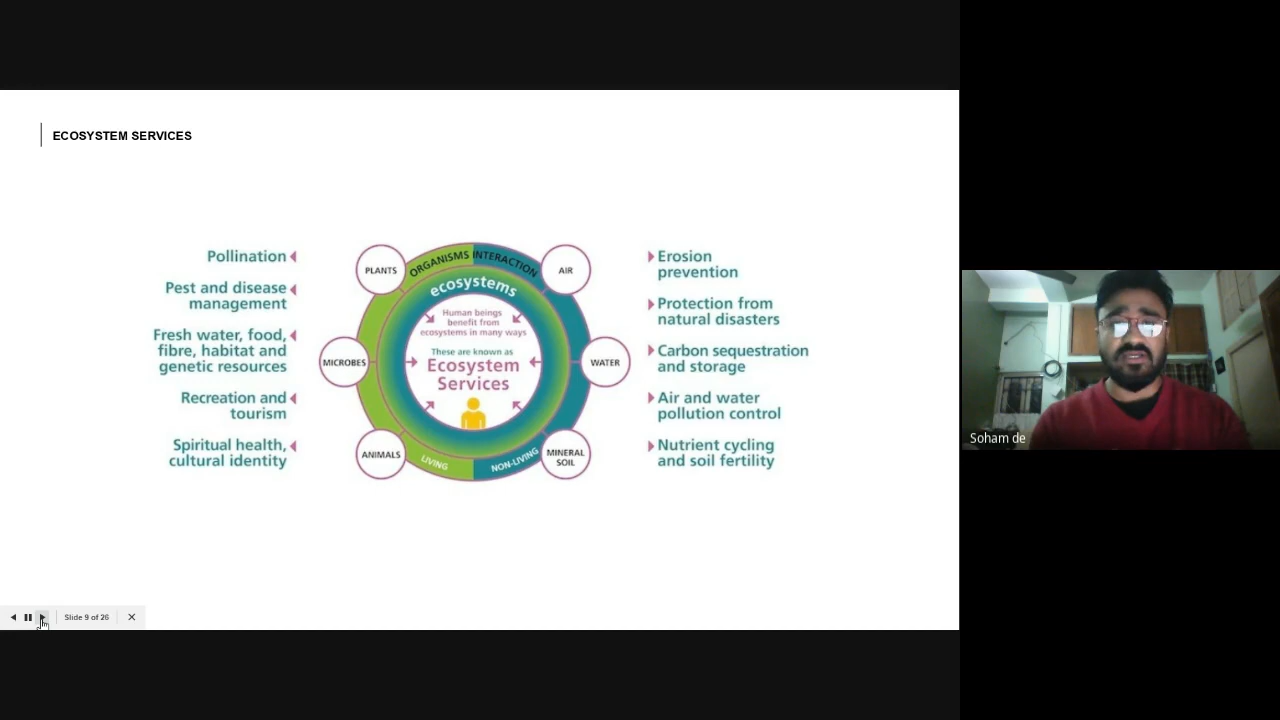 ECOSYSTEM SERVICES
Pollination
Pest and disease
management
Fresh water, food,
fibre, habitat and
genetic resources
Recreation and
tourism
Spiritual health,
cultural identity
PLANTS
ORGANISMS INTERACTION
AIR
ecosystems
Human beings
benefit from
ecosystems in many ways
These are known as
Ecosystem
Services
MICROBES
WATER
ANIMALS
LIVING
NON-LIVING
MINERAL
SOIL
Erosion
prevention
Protection from
natural disasters
Carbon sequestration
and storage
Air and water
pollution control
Nutrient cycling
and soil fertility
Soham de
Slide 9 of 26